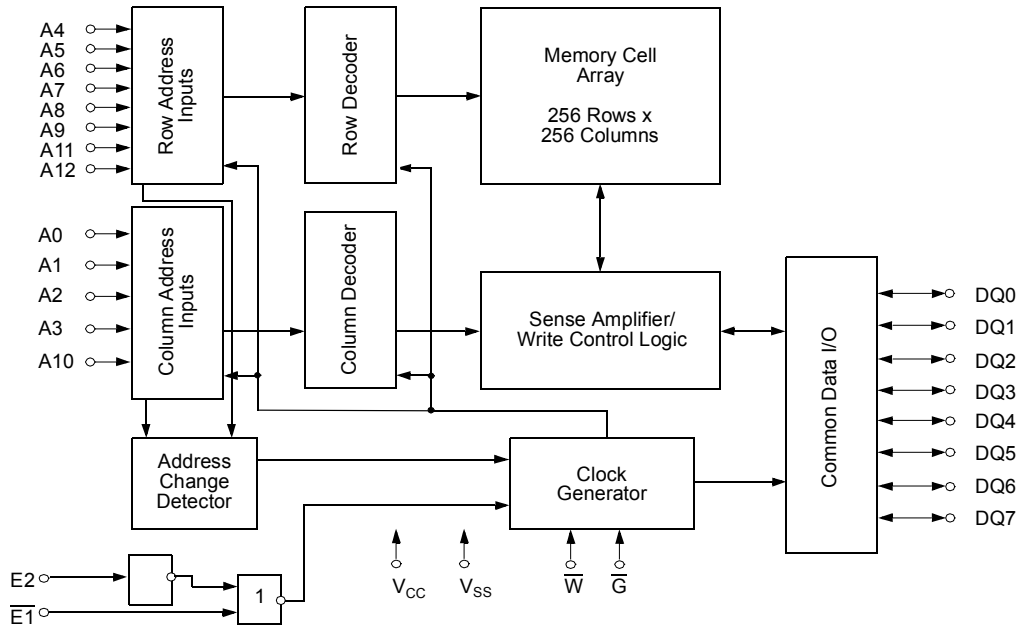 A4
A5
A6
A7
A8
A9
A11
A12
Row Address
Inputs
Row Decoder
Memory Cell
Array
256 Rows x
256 Columns
A0
A1
A2
A3
A10
Column Address
Inputs
Column Decoder
Sense Amplifier/
Write Control Logic
Common Data I/O
DQ0
DQ1
DQ2
DQ3
DQ4
DQ5
DQ6
DQ7
Address
Change
Detector
Clock
Generator
E2
E̅1̅
1
VCC
VSS
W̅
G̅